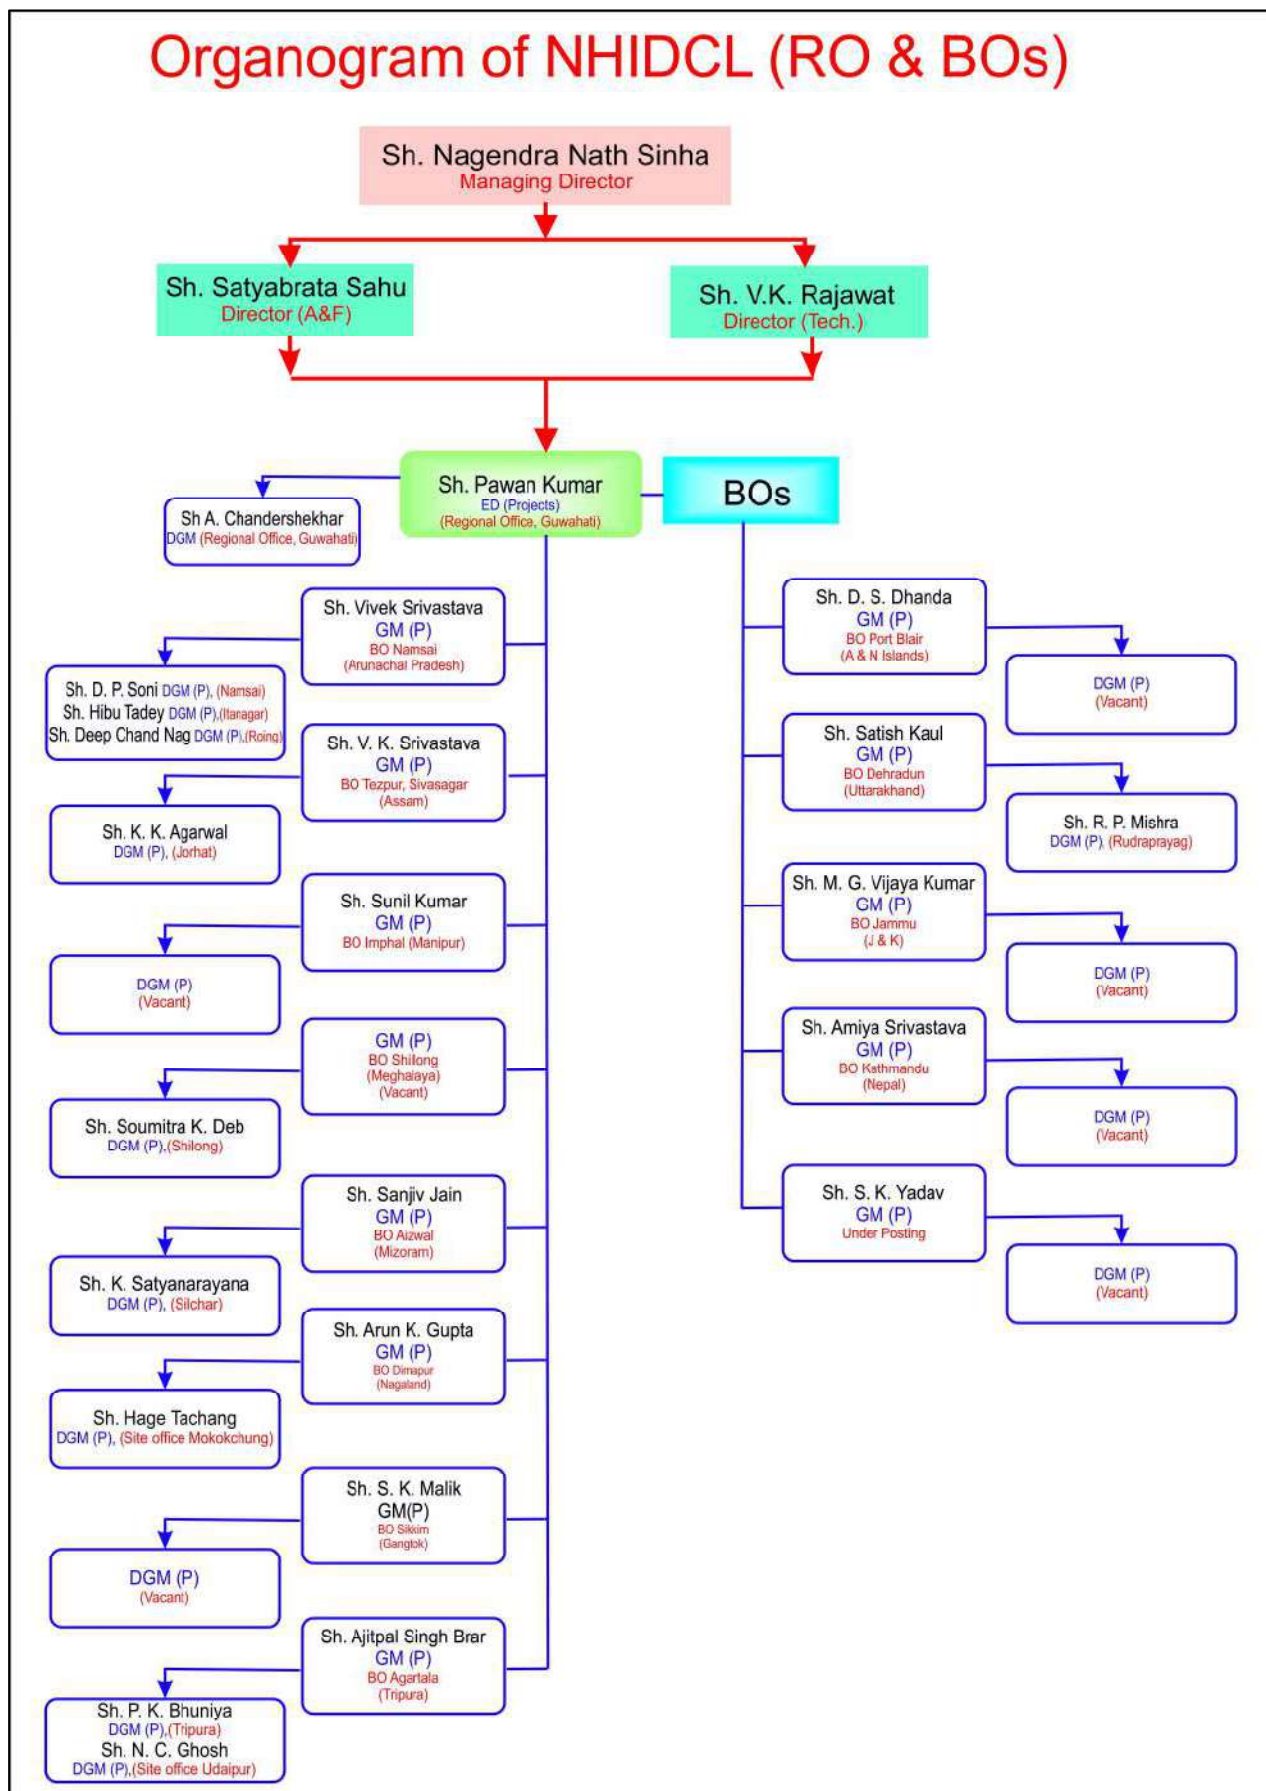 Organogram of NHIDCL (RO & BOs)
Sh. Nagendra Nath Sinha
Managing Director
Sh. Satyabrata Sahu
Director (A&F)
Sh. V.K. Rajawat
Director (Tech.)
Sh. Pawan Kumar
ED (Projects)
(Regional Office, Guwahati)
BOs
Sh A. Chandershekhar
DGM (Regional Office, Guwahati)
Sh. Vivek Srivastava
GM (P)
BO Namsai
(Arunachal Pradesh)
Sh. D. P. Soni DGM (P), (Namsai)
Sh. Hibu Tadey DGM (P),(Itanagar)
Sh. Deep Chand Nag DGM (P),(Roing)
Sh. V. K. Srivastava
GM (P)
BO Tezpur, Sivasagar
(Assam)
Sh. K. K. Agarwal
DGM (P), (Jorhat)
Sh. Sunil Kumar
GM (P)
BO Imphal (Manipur)
DGM (P)
(Vacant)
GM (P)
BO Shillong
(Meghalaya)
(Vacant)
Sh. Soumitra K. Deb
DGM (P),(Shilong)
Sh. Sanjiv Jain
GM (P)
BO Aizwal
(Mizoram)
Sh. K. Satyanarayana
DGM (P), (Silchar)
Sh. Arun K. Gupta
GM (P)
BO Dimapur
(Nagaland)
Sh. Hage Tachang
DGM (P), (Site office Mokokchung)
Sh. S. K. Malik
GM(P)
BO Sikkim
(Gangtok)
DGM (P)
(Vacant)
Sh. Ajitpal Singh Brar
GM (P)
BO Agartala
(Tripura)
Sh. P. K. Bhuniya
DGM (P),(Tripura)
Sh. N. C. Ghosh
DGM (P),(Site office Udaipur)
Sh. D. S. Dhanda
GM (P)
BO Port Blair
(A & N Islands)
DGM (P)
(Vacant)
Sh. Satish Kaul
GM (P)
BO Dehradun
(Uttarakhand)
Sh. R. P. Mishra
DGM (P), (Rudraprayag)
Sh. M. G. Vijaya Kumar
GM (P)
BO Jammu
(J & K)
DGM (P)
(Vacant)
Sh. Amiya Srivastava
GM (P)
BO Kathmandu
(Nepal)
DGM (P)
(Vacant)
Sh. S. K. Yadav
GM (P)
Under Posting
DGM (P)
(Vacant)